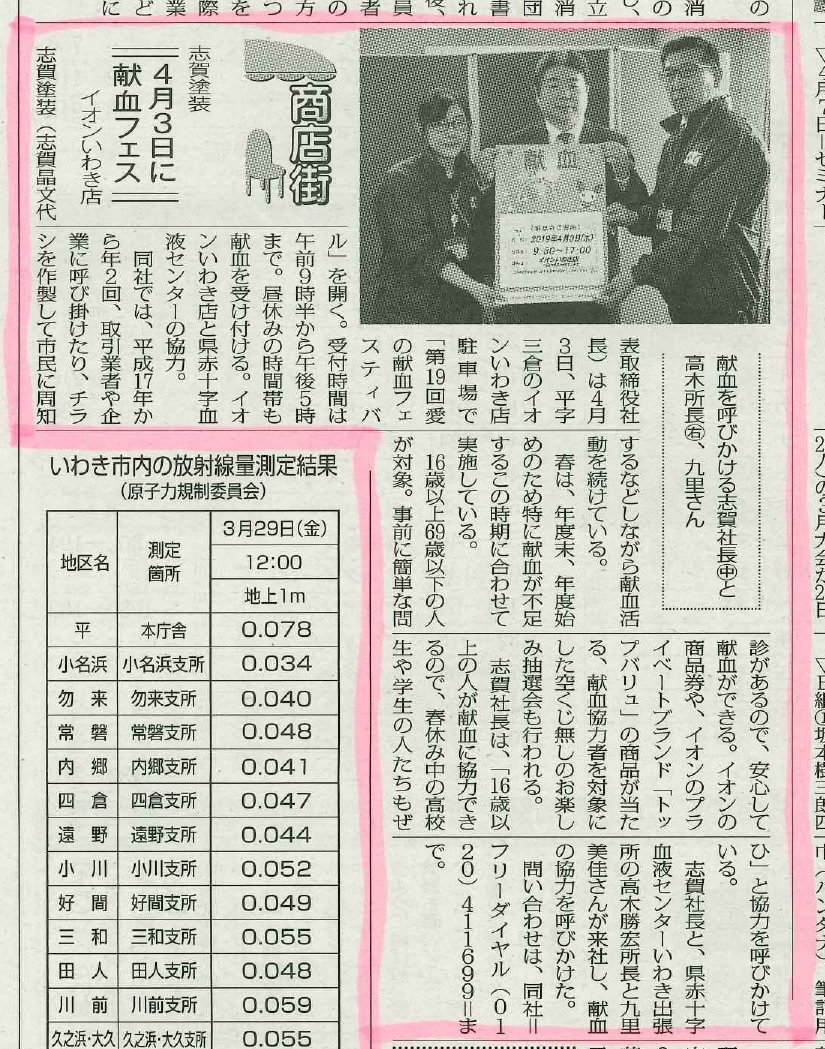 商店街
志賀塗装
4月3日に
献血フェス
イオンいわき店
志賀塗装（志賀晶文代
表取締役社
長）は4月
3日、平字
三倉のイオ
ンいわき店
駐車場で
「第19回愛
の献血フェ
スティバ
ル」を開く。受付時間は
午前9時半から午後5時
まで。昼休みの時間帯も
献血を受け付ける。イオ
ンいわき店と県赤十字血
液センターの協力。
同社では、平成17年か
ら年2回、取引業者や企
業に呼び掛けたり、チラ
シを作製して市民に周知
するなどしながら献血活
動を続けている。
春は、年度末、年度始
めのため特に献血が不足
するこの時期に合わせて
実施している。
16歳以上69歳以下の人
が対象。事前に簡単な問
診があるので、安心して
献血ができる。イオンの
商品券や、イオンのプラ
イベートブランド「トッ
プバリュ」の商品が当た
る、献血協力者を対象に
した空くじ無しのお楽し
み抽選会も行われる。
志賀社長は、「16歳以
上の人が献血に協力でき
るので、春休み中の高校
生や学生の人たちもぜ
ひ」と協力を呼びかけて
いる。
志賀社長と、県赤十字
血液センターいわき出張
所の高木勝宏所長と九里
美佳さんが来社し、献血
の協力を呼びかけた。
問い合わせは、同社＝
フリーダイヤル（01
20）411699＝ま
で。
献血を呼びかける志賀社長㊥と
高木所長㊨、九里さん
献血
2019年4月3日(水)
9:30~17:00
いわき市内の放射線量測定結果
（原子力規制委員会）
地区名 測定箇所 3月29日(金)
12:00
地上1m
平 本庁舎 0.078
小名浜 小名浜支所 0.034
勿来 勿来支所 0.040
常磐 常磐支所 0.048
内郷 内郷支所 0.041
四倉 四倉支所 0.047
遠野 遠野支所 0.044
小川 小川支所 0.052
好間 好間支所 0.049
三和 三和支所 0.055
田人 田人支所 0.048
川前 川前支所 0.059
久之浜・大久 久之浜・大久支所 0.055